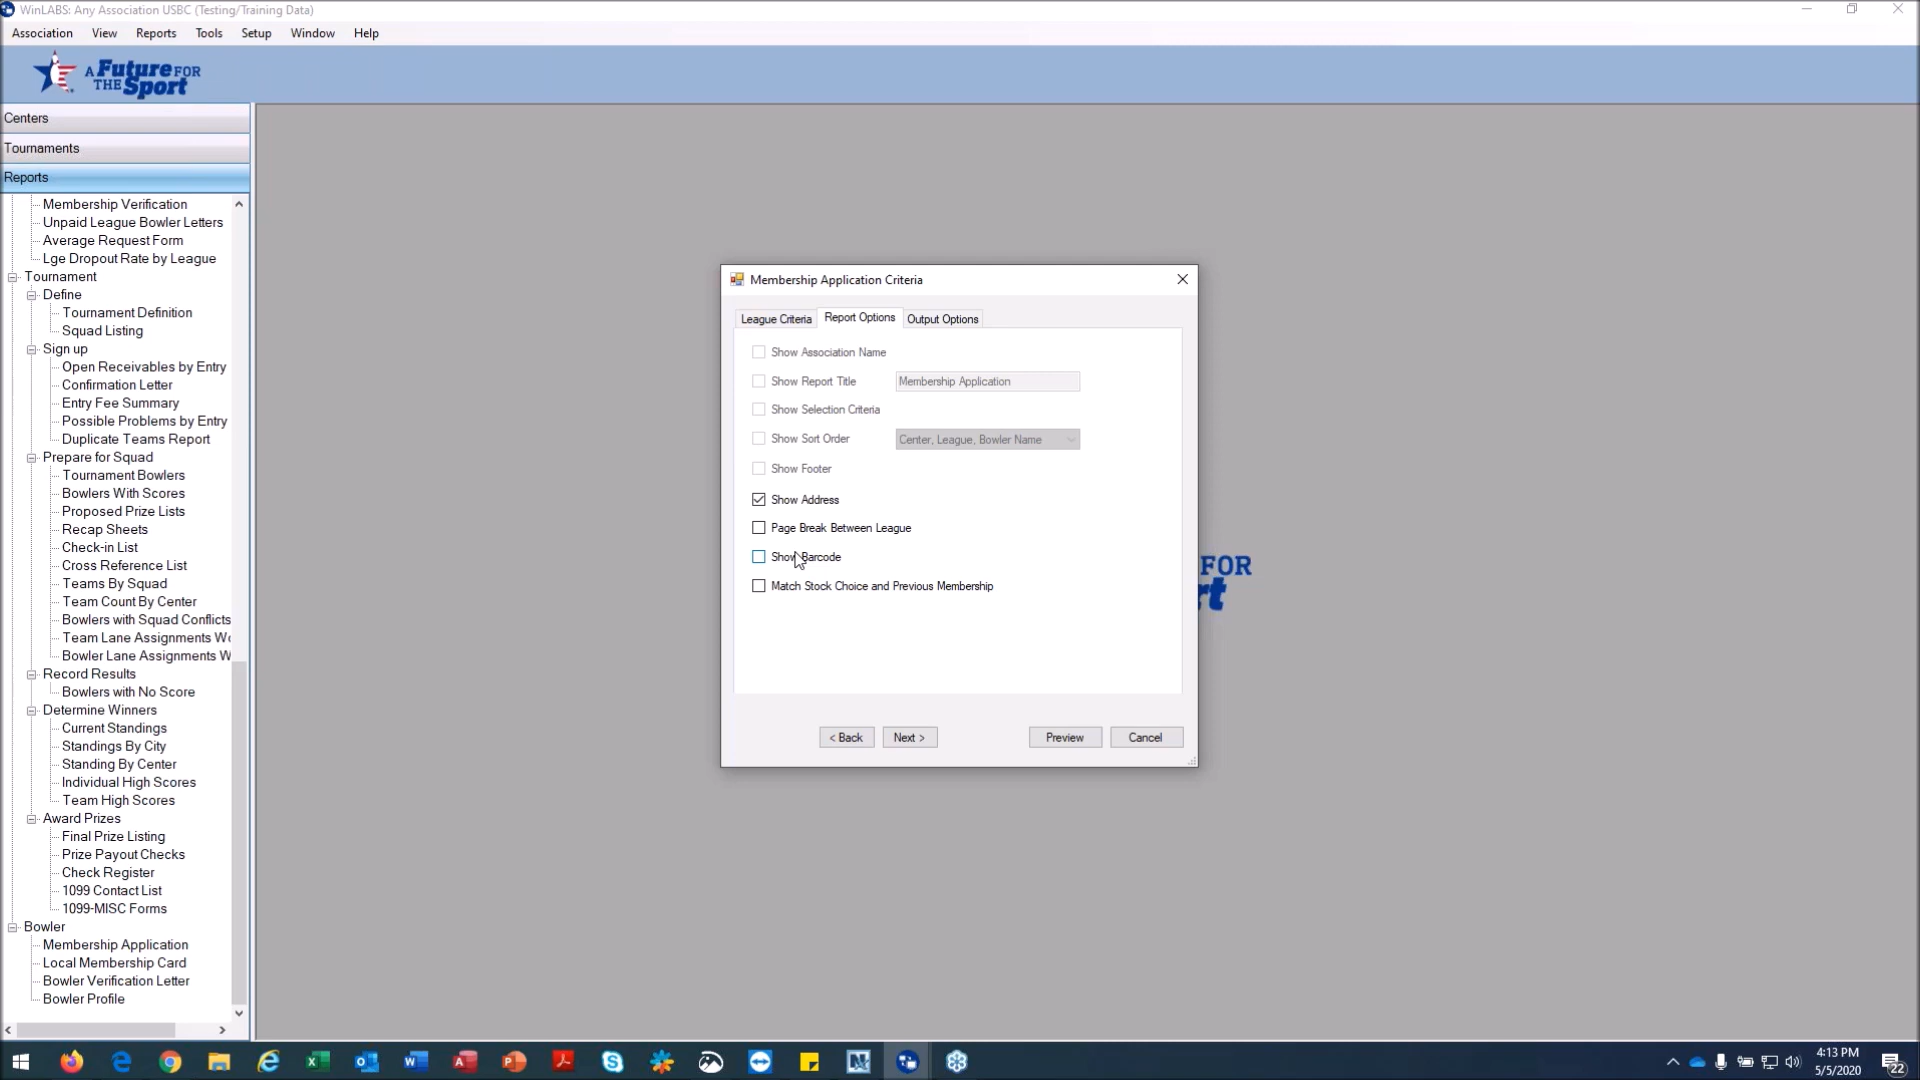 WinLABS: Any Association USBC (Testing/Training Data)
Association View Reports Tools Setup Window Help
A Future FOR THE Sport
Centers
Tournaments
Reports
Membership Verification
Unpaid League Bowler Letters
Average Request Form
Lge Dropout Rate by League
Tournament
Define
Tournament Definition
Squad Listing
Sign up
Open Receivables by Entry
Confirmation Letter
Entry Fee Summary
Possible Problems by Entry
Duplicate Teams Report
Prepare for Squad
Tournament Bowlers
Bowlers With Scores
Proposed Prize Lists
Recap Sheets
Check-in List
Cross Reference List
Teams By Squad
Team Count By Center
Bowlers with Squad Conflicts
Team Lane Assignments Wo
Bowler Lane Assignments W
Record Results
Bowlers with No Score
Determine Winners
Current Standings
Standings By City
Standing By Center
Individual High Scores
Team High Scores
Award Prizes
Final Prize Listing
Prize Payout Checks
Check Register
1099 Contact List
1099-MISC Forms
Bowler
Membership Application
Local Membership Card
Bowler Verification Letter
Bowler Profile
Membership Application Criteria
League Criteria Report Options Output Options
Show Association Name
Show Report Title Membership Application
Show Selection Criteria
Show Sort Order Center, League, Bowler Name
Show Footer
Show Address
Page Break Between League
Show Barcode
Match Stock Choice and Previous Membership
< Back Next > Preview Cancel
FOR
rt
4:13 PM
5/5/2020
22